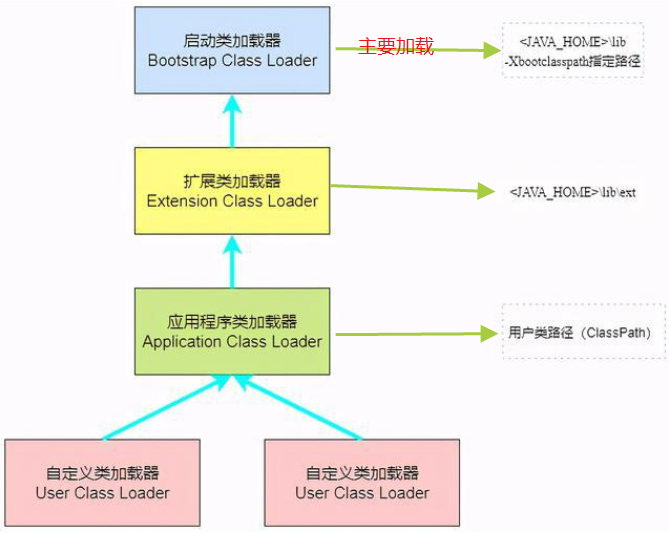 启动类加载器
Bootstrap Class Loader
主要加载
<JAVA_HOME>\lib
-Xbootclasspath指定路径
扩展类加载器
Extension Class Loader
<JAVA_HOME>\lib\ext
应用程序类加载器
Application Class Loader
用户类路径（ClassPath）
自定义类加载器
User Class Loader
自定义类加载器
User Class Loader